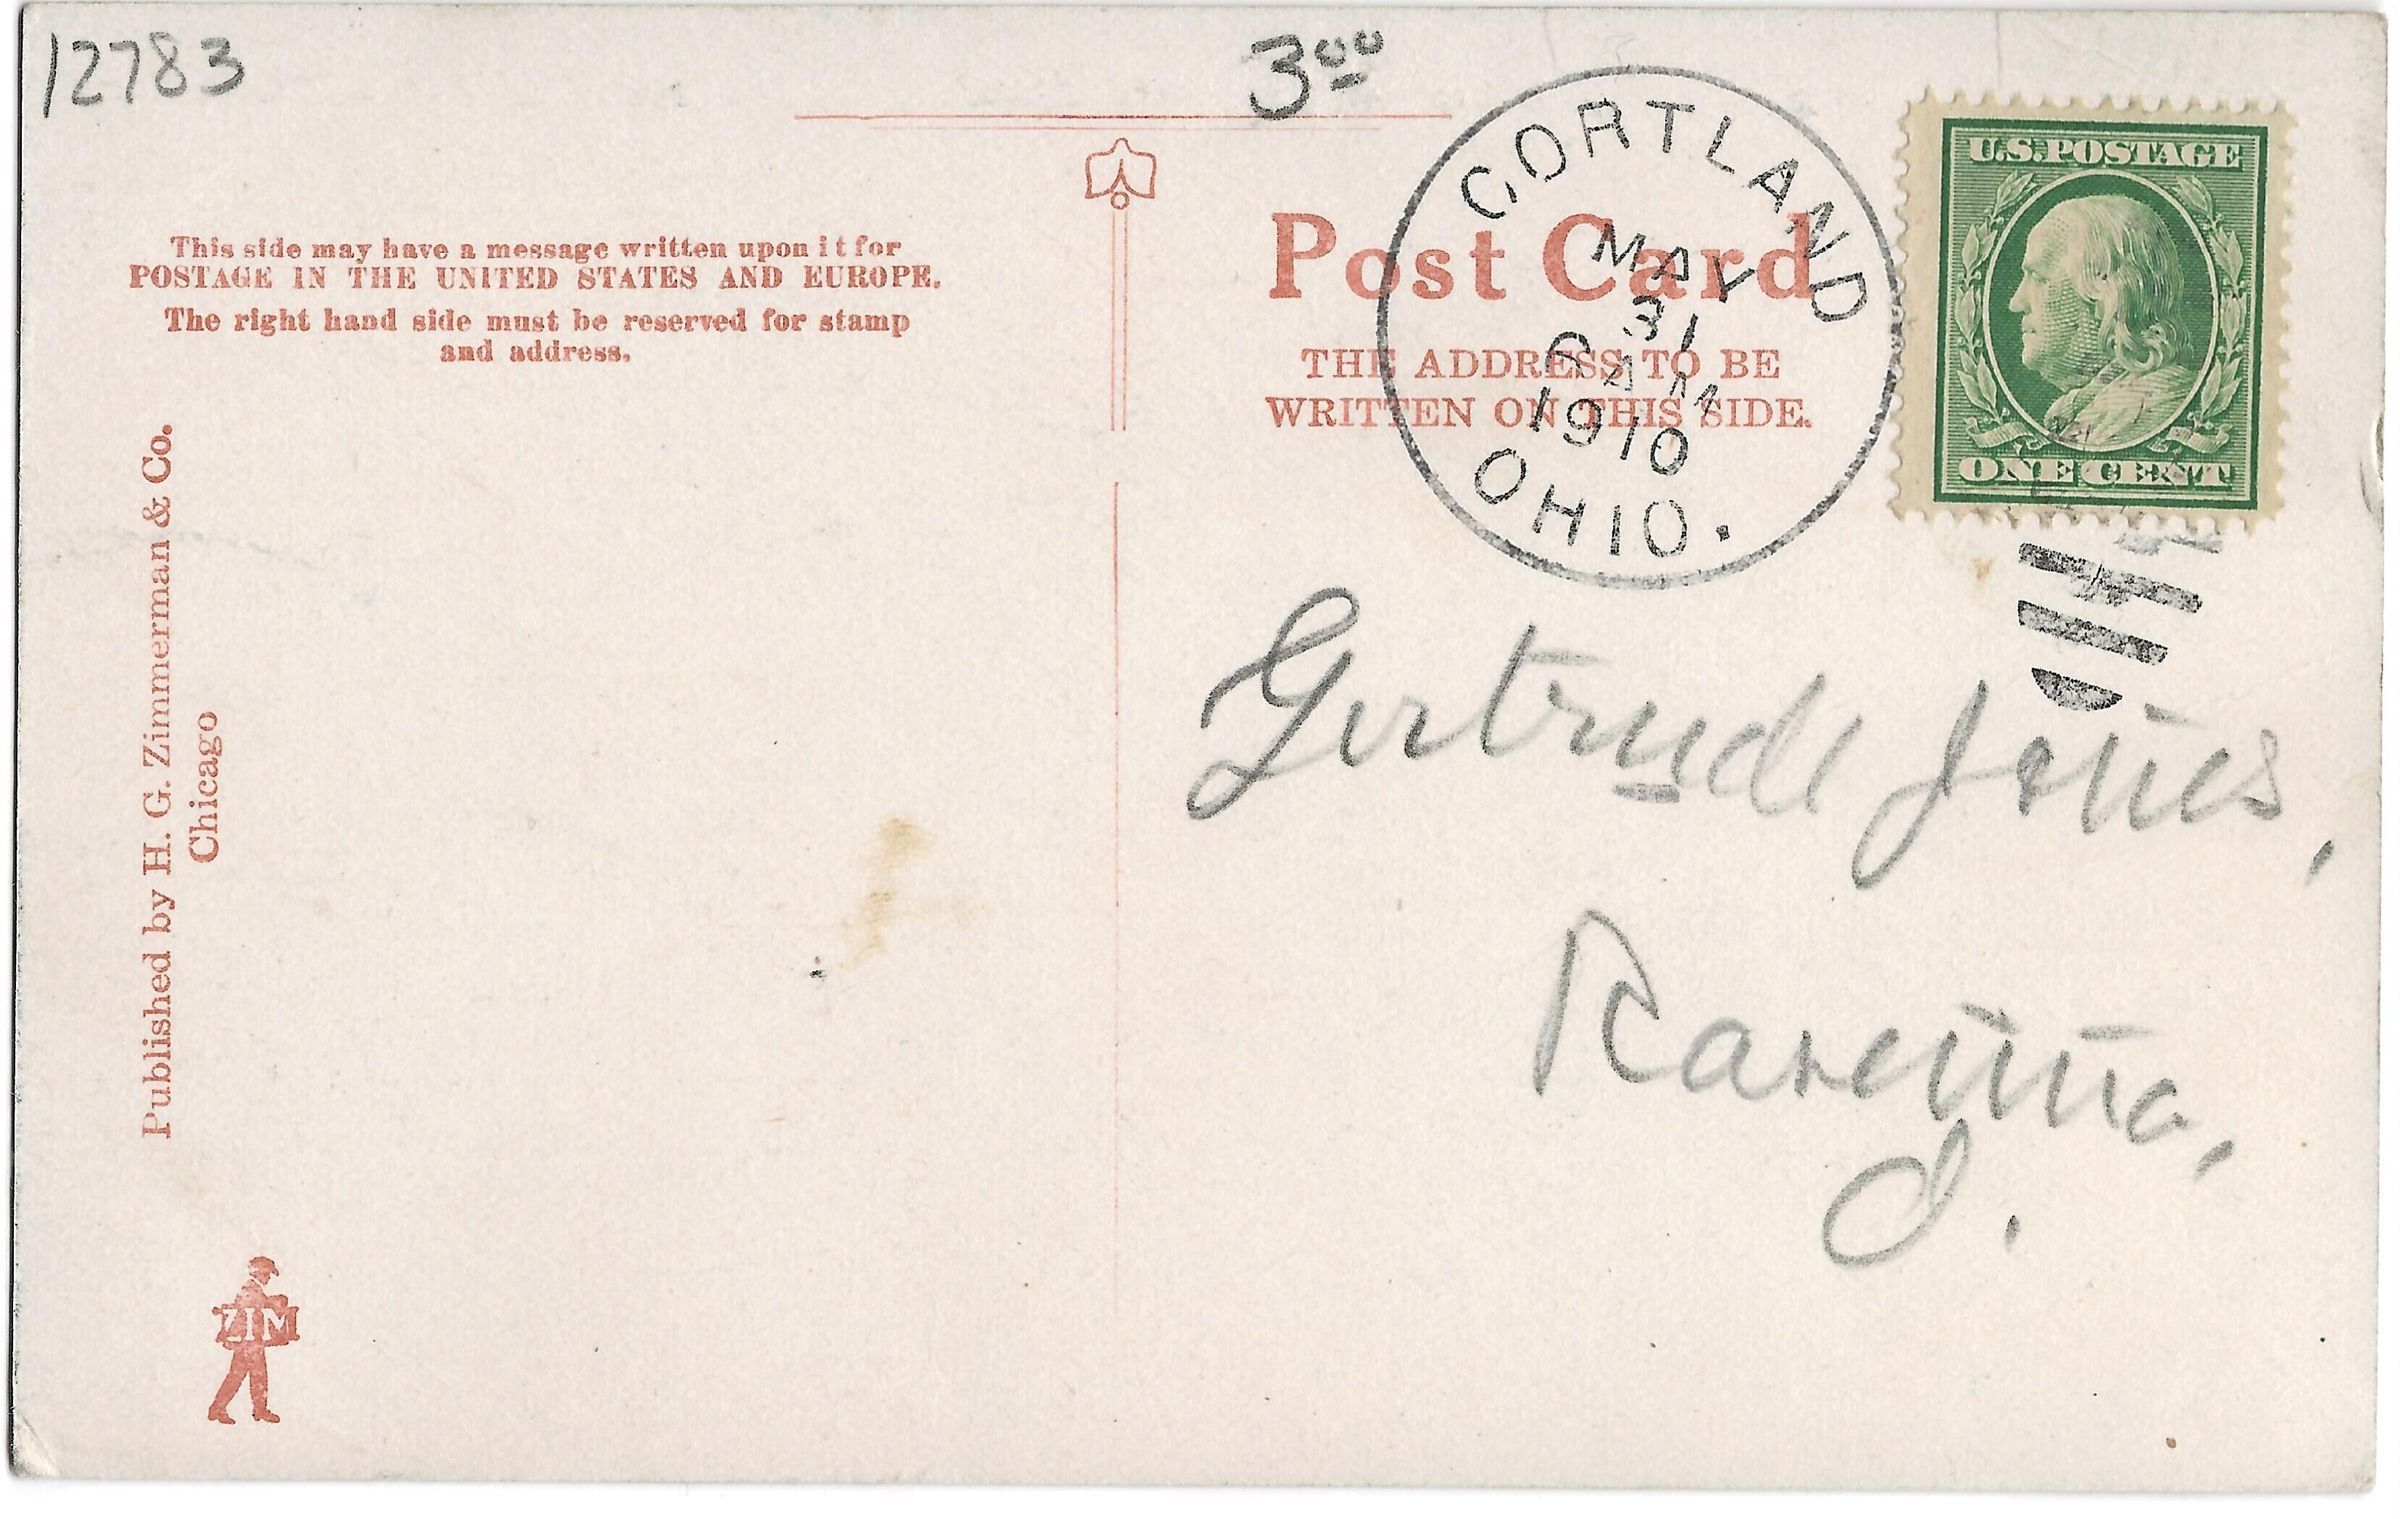 12783
3⁰⁰
This side may have a message written upon it for
POSTAGE IN THE UNITED STATES AND EUROPE.
The right hand side must be reserved for stamp
and address.
Published by H. G. Zimmerman & Co.
Chicago
ZIM
Post Card
THE ADDRESS TO BE
WRITTEN ON THIS SIDE.
CORTLAND
MAY
31
A M
1910
OHIO.
U.S. POSTAGE
ONE CENT
Gertrude Jones,
Ravenna,
O.